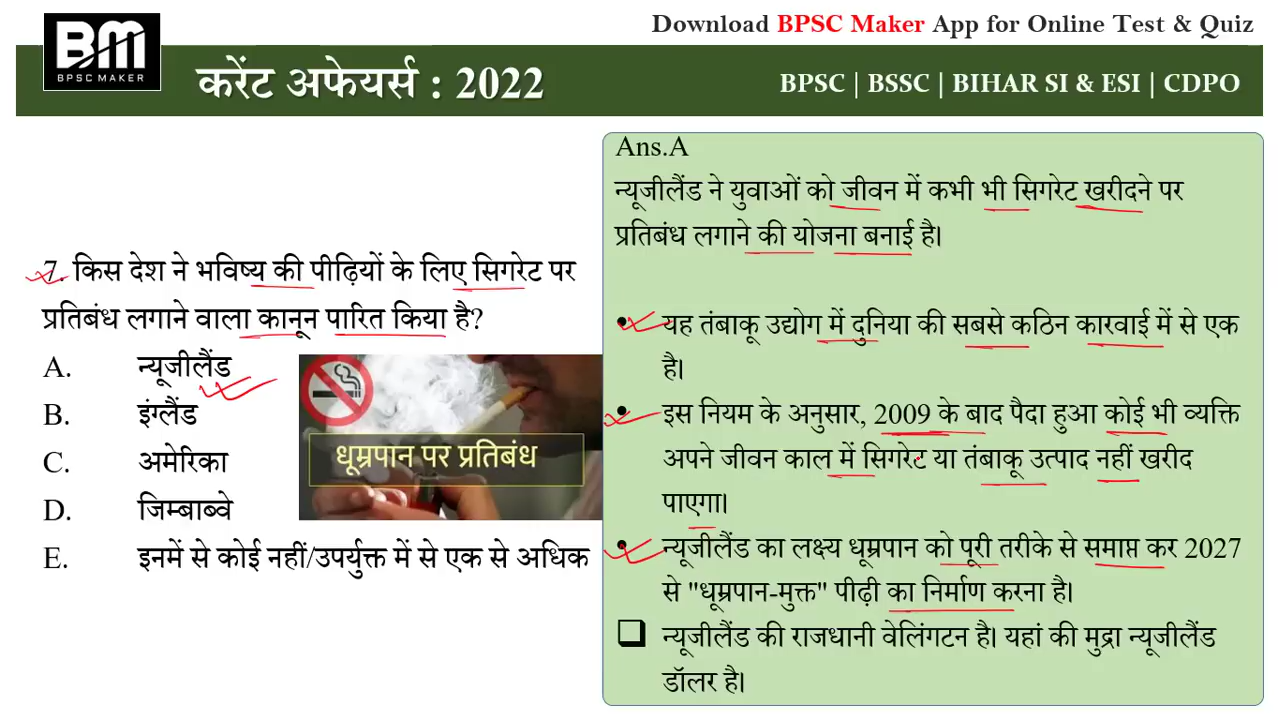 Download BPSC Maker App for Online Test & Quiz
BM
BPSC MAKER
करेंट अफेयर्स : 2022
BPSC | BSSC | BIHAR SI & ESI | CDPO
7. किस देश ने भविष्य की पीढ़ियों के लिए सिगरेट पर
प्रतिबंध लगाने वाला कानून पारित किया है?
A. न्यूजीलैंड
B. इंग्लैंड
C. अमेरिका
D. जिम्बाब्वे
E. इनमें से कोई नहीं/उपर्युक्त में से एक से अधिक
धूम्रपान पर प्रतिबंध
Ans.A
न्यूजीलैंड ने युवाओं को जीवन में कभी भी सिगरेट खरीदने पर
प्रतिबंध लगाने की योजना बनाई है।
• यह तंबाकू उद्योग में दुनिया की सबसे कठिन कारवाई में से एक
है।
• इस नियम के अनुसार, 2009 के बाद पैदा हुआ कोई भी व्यक्ति
अपने जीवन काल में सिगरेट या तंबाकू उत्पाद नहीं खरीद
पाएगा।
• न्यूजीलैंड का लक्ष्य धूम्रपान को पूरी तरीके से समाप्त कर 2027
से "धूम्रपान-मुक्त" पीढ़ी का निर्माण करना है।
❑ न्यूजीलैंड की राजधानी वेलिंगटन है। यहां की मुद्रा न्यूजीलैंड
डॉलर है।